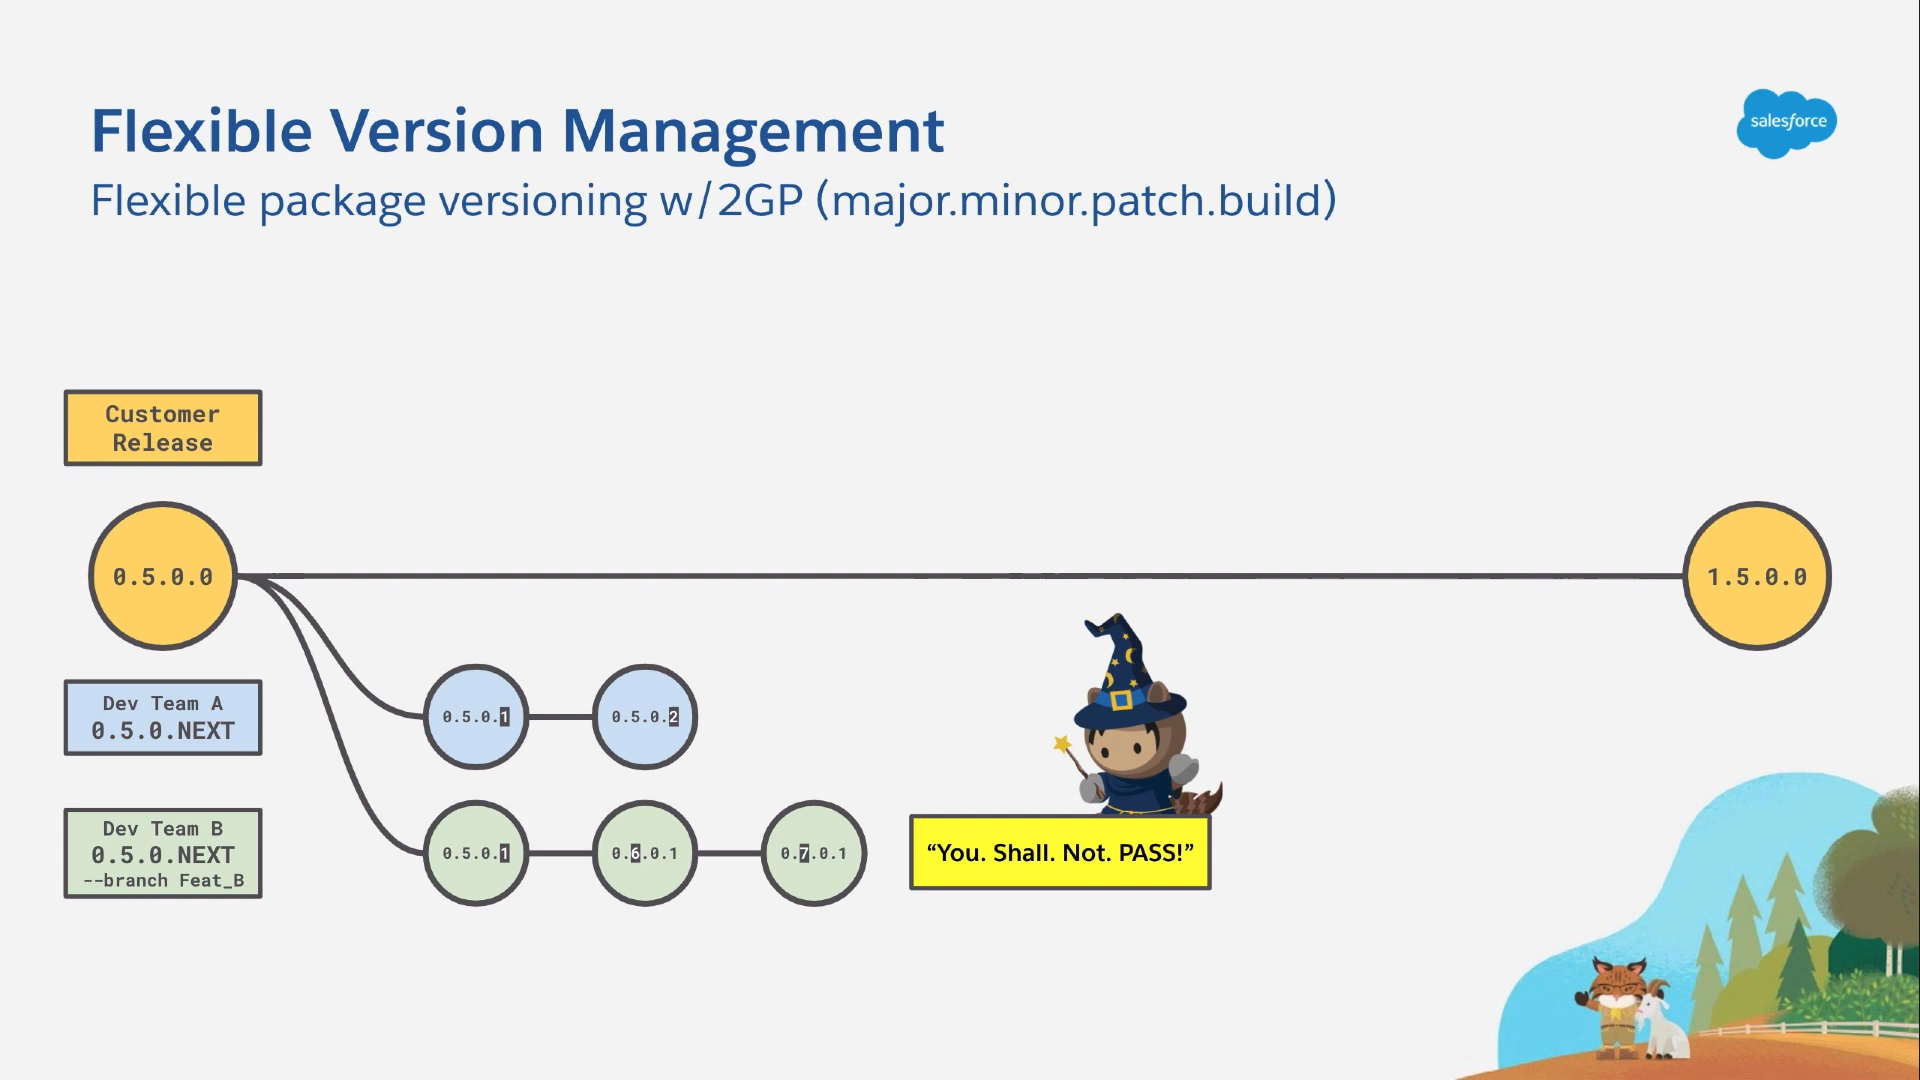 Flexible Version Management
salesforce
Flexible package versioning w/2GP (major.minor.patch.build)
Customer
Release
0.5.0.0
1.5.0.0
Dev Team A
0.5.0.NEXT
0.5.0.1
0.5.0.2
Dev Team B
0.5.0.NEXT
--branch Feat_B
0.5.0.1
0.6.0.1
0.7.0.1
“You. Shall. Not. PASS!”